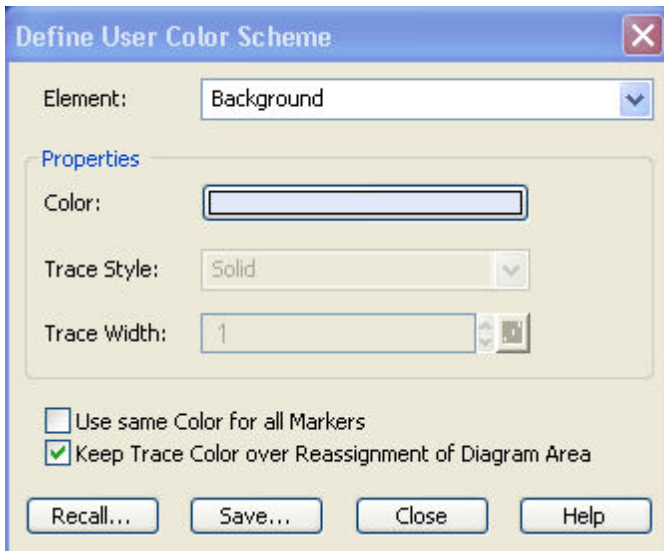 Define User Color Scheme
Element: Background
Properties
Color:
Trace Style: Solid
Trace Width: 1
Use same Color for all Markers
Keep Trace Color over Reassignment of Diagram Area
Recall... Save... Close Help